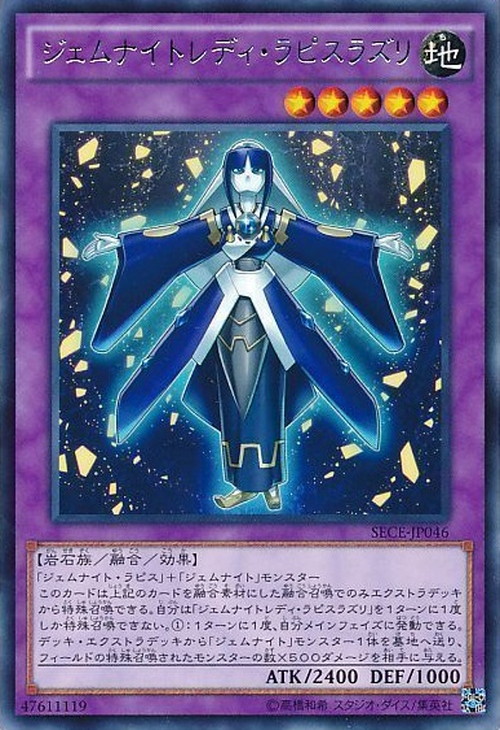 ジェムナイトレディ・ラピスラズリ 地
SECE-JP046
【岩石族/融合/効果】
「ジェムナイト・ラピス」+「ジェムナイト」モンスター
このカードは上記のカードを融合素材にした融合召喚でのみエクストラデッキ
から特殊召喚できる。自分は「ジェムナイトレディ・ラピスラズリ」を1ターンに1度
しか特殊召喚できない。①:1ターンに1度、自分メインフェイズに発動できる。
デッキ・エクストラデッキから「ジェムナイト」モンスター1体を墓地へ送り、
フィールドの特殊召喚されたモンスターの数×500ダメージを相手に与える。
ATK/2400 DEF/1000
47611119 ©高橋和希 スタジオ・ダイス/集英社